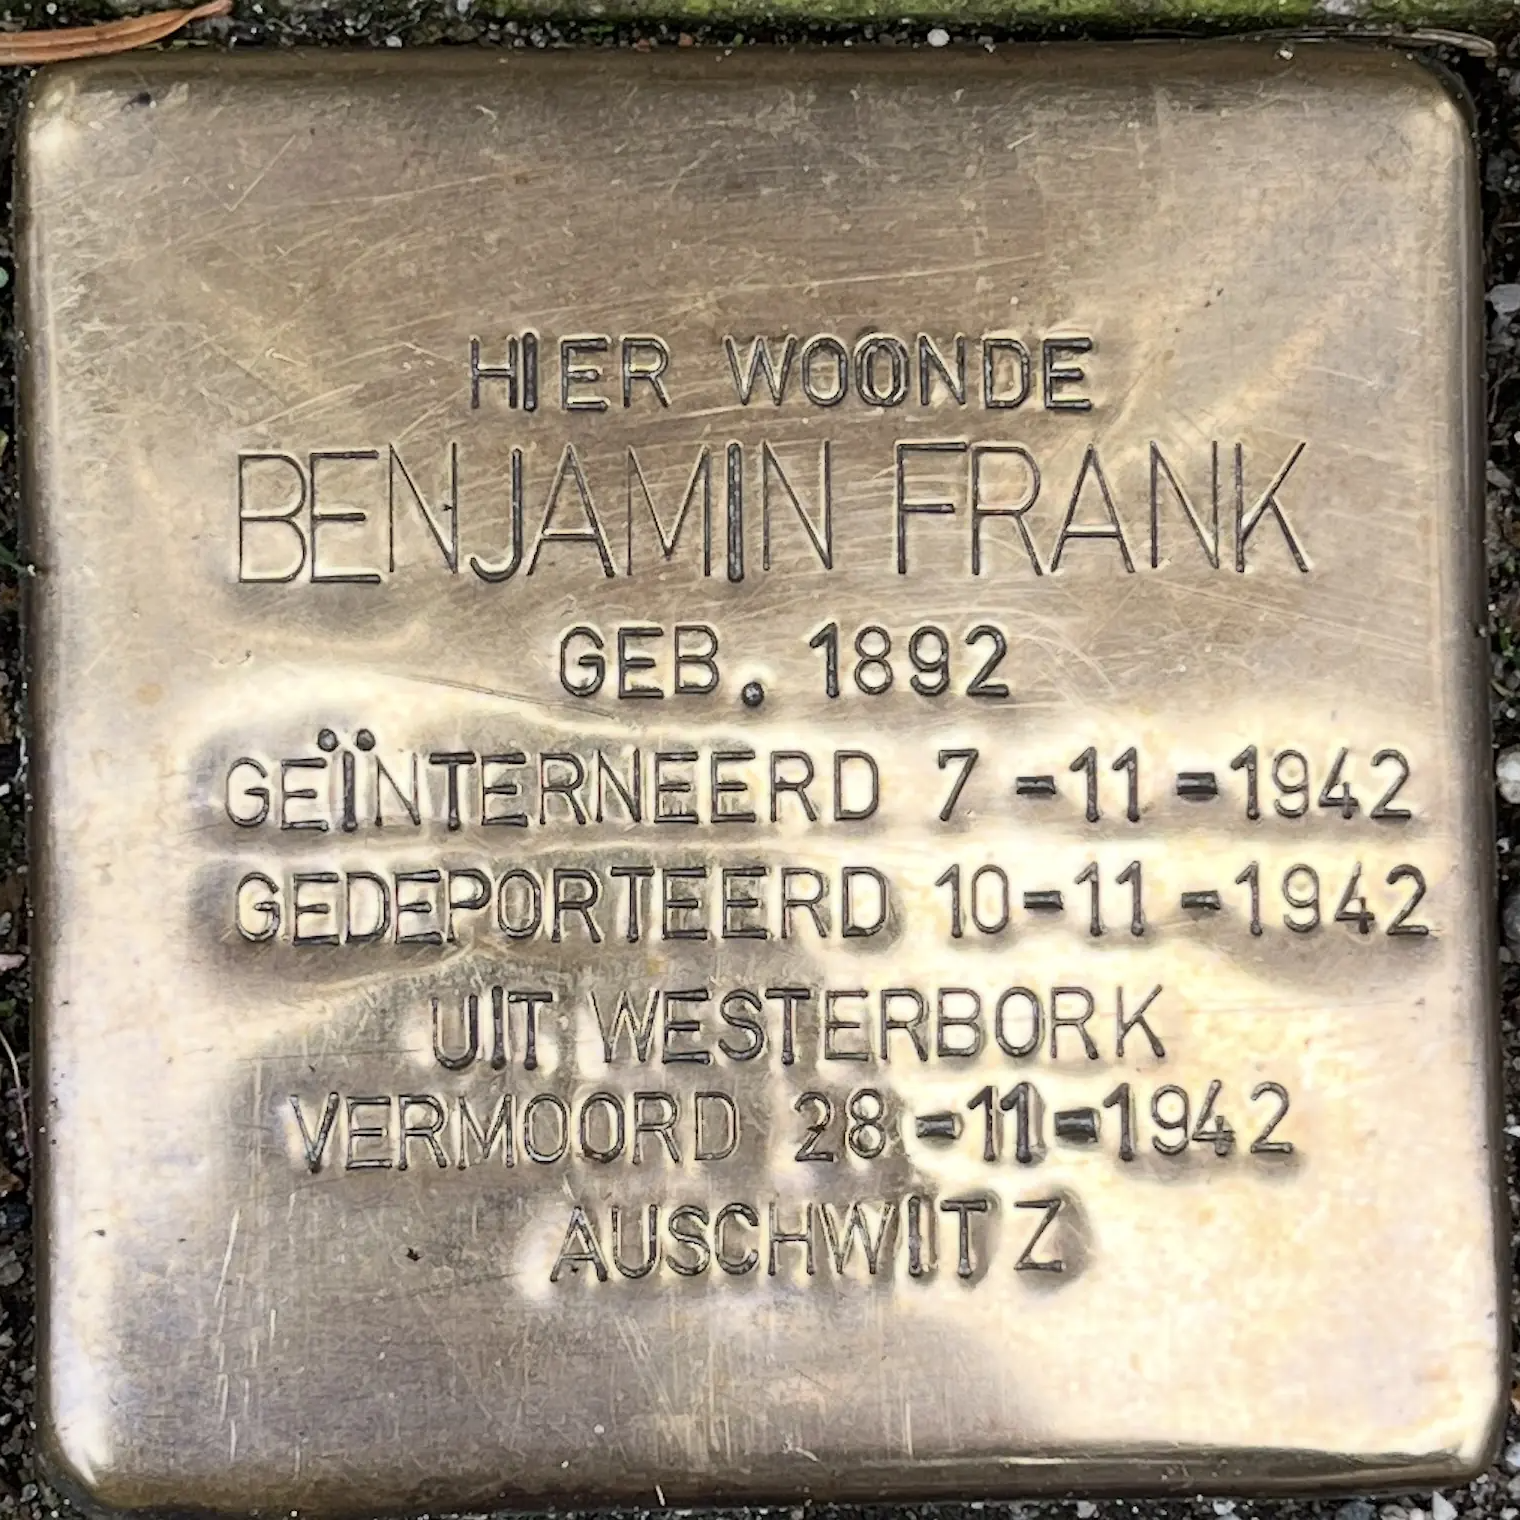 HIER WOONDE
BENJAMIN FRANK
GEB. 1892
GEÏNTERNEERD 7-11-1942
GEDEPORTEERD 10-11-1942
UIT WESTERBORK
VERMOORD 28-11-1942
AUSCHWITZ